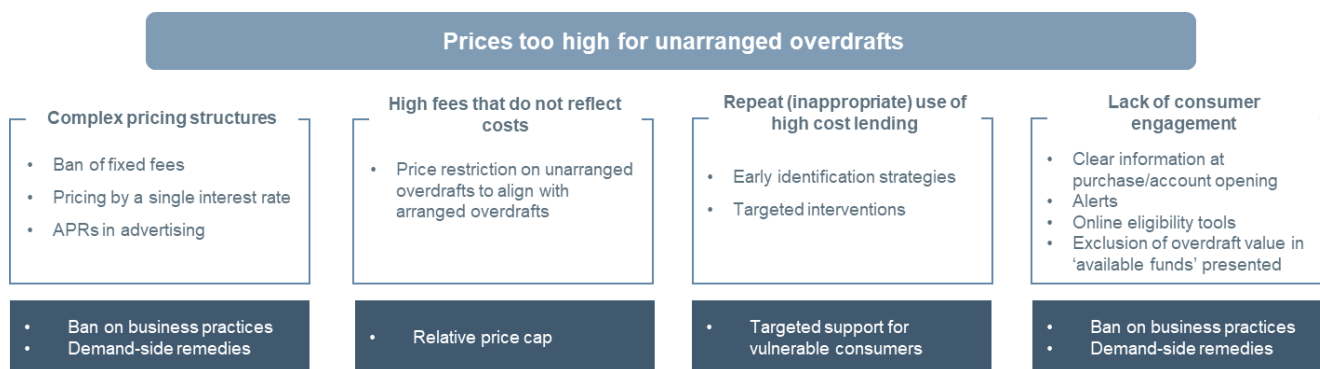 Prices too high for unarranged overdrafts
Complex pricing structures
• Ban of fixed fees
• Pricing by a single interest rate
• APRs in advertising
• Ban on business practices
• Demand-side remedies
High fees that do not reflect
costs
• Price restriction on unarranged
overdrafts to align with
arranged overdrafts
• Relative price cap
Repeat (inappropriate) use of
high cost lending
• Early identification strategies
• Targeted interventions
• Targeted support for
vulnerable consumers
Lack of consumer
engagement
• Clear information at
purchase/account opening
• Alerts
• Online eligibility tools
• Exclusion of overdraft value in
‘available funds’ presented
• Ban on business practices
• Demand-side remedies